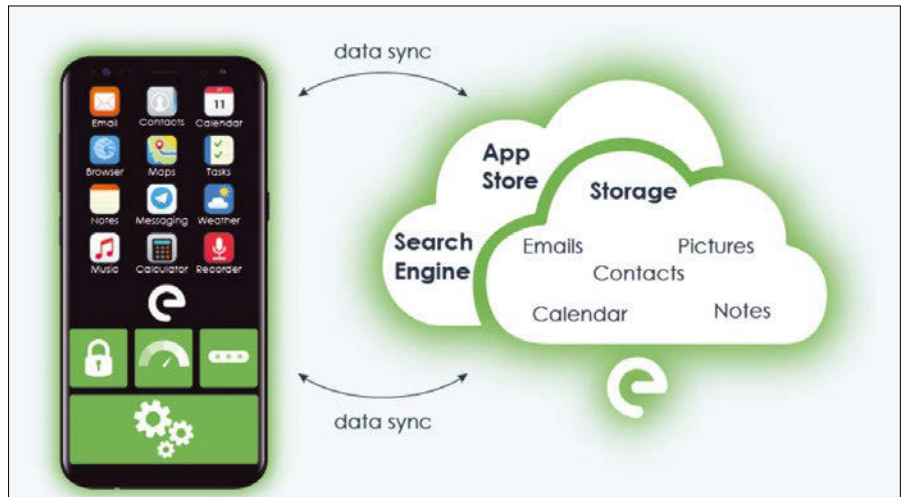 data sync
11
Email Contacts Calendar
Browser Maps Tasks
Notes Messaging Weather
Music Calculator Recorder
e
App
Store
Storage
Search
Engine
Emails Pictures
Contacts
Calendar Notes
e
data sync